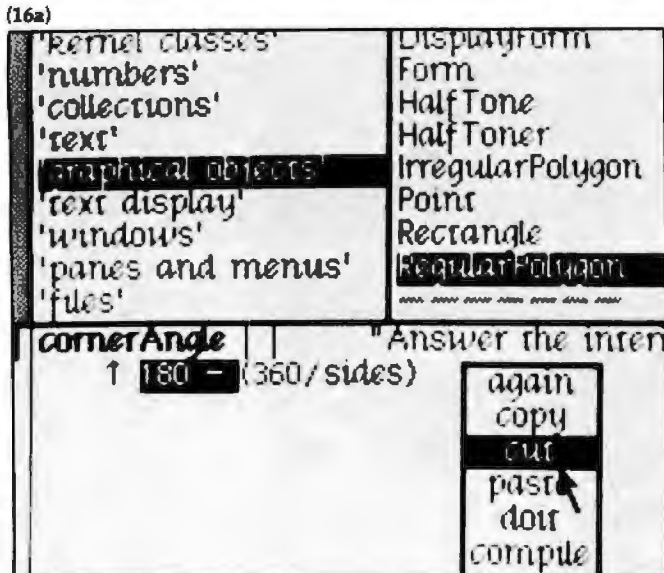 (16a)
'kernel classes'
'numbers'
'collections'
'text'
'graphical objects'
'text display'
'windows'
'panes and menus'
'files'
DisplayForm
Form
HalfTone
HalfToner
IrregularPolygon
Point
Rectangle
RegularPolygon
cornerAngle "Answer the inten
↑ 180 - (360/sides)
again
copy
cut
paste
doit
compile